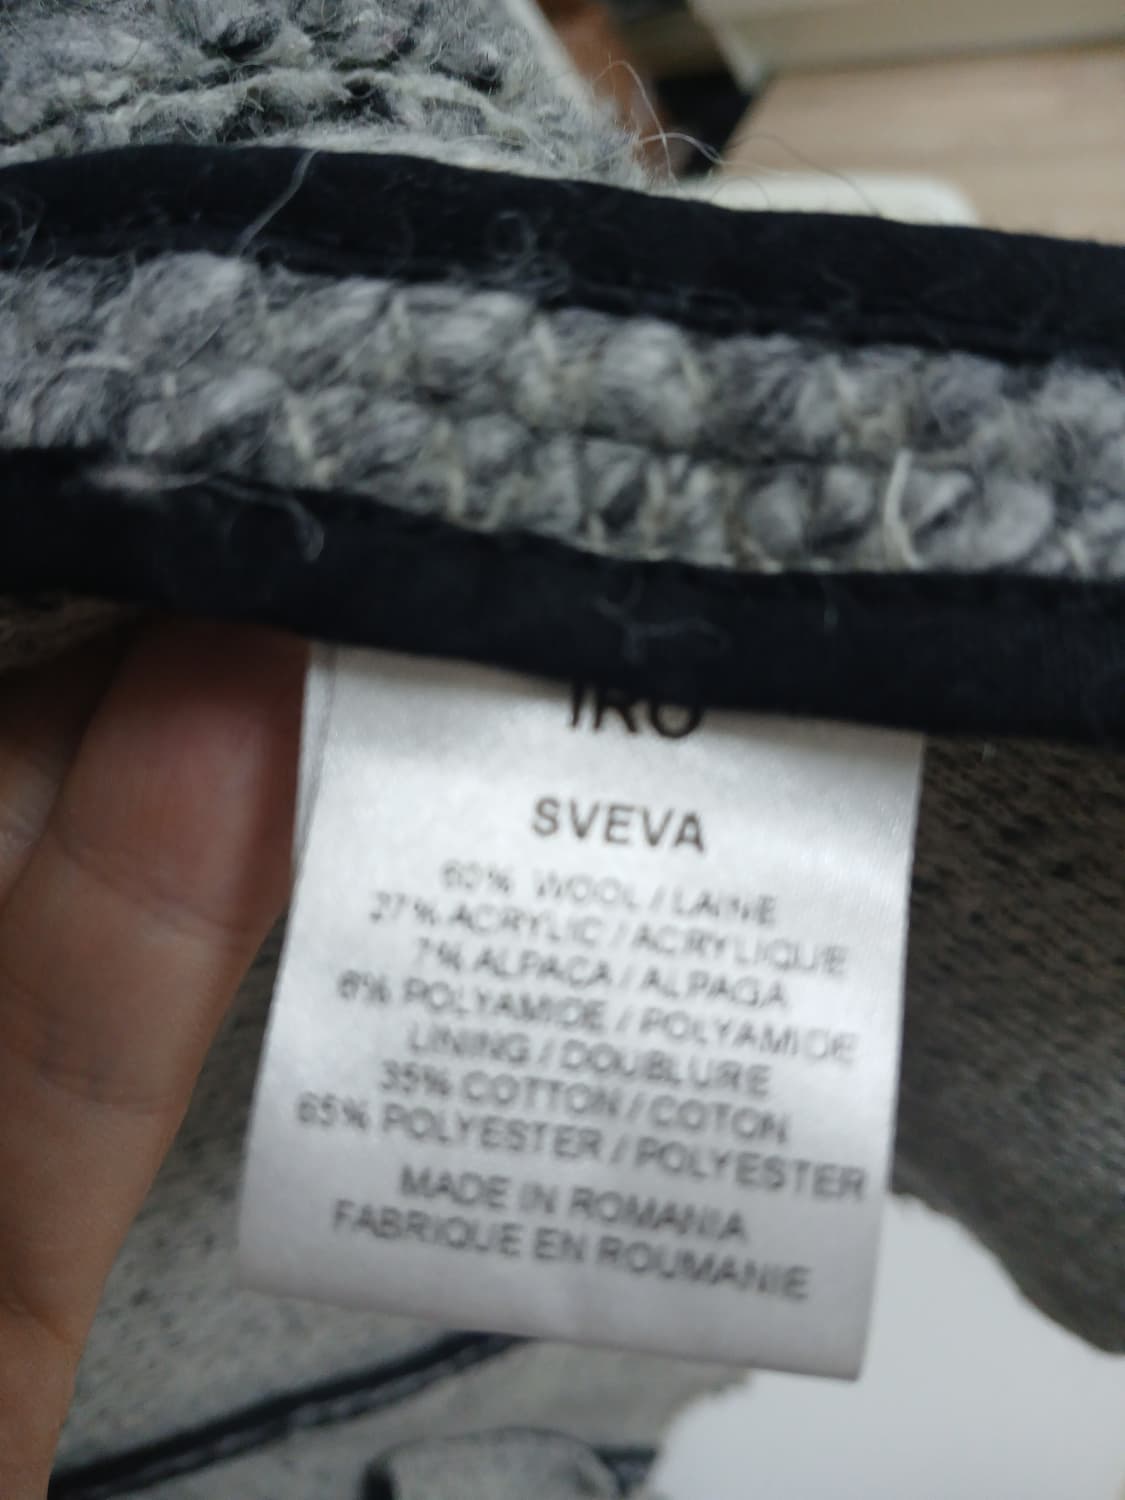 IRO
SVEVA
60% WOOL / LAINE
27% ACRYLIC / ACRYLIQUE
7% ALPACA / ALPAGA
6% POLYAMIDE / POLYAMIDE
LINING / DOUBLURE
35% COTTON / COTON
65% POLYESTER / POLYESTER
MADE IN ROMANIA
FABRIQUE EN ROUMANIE